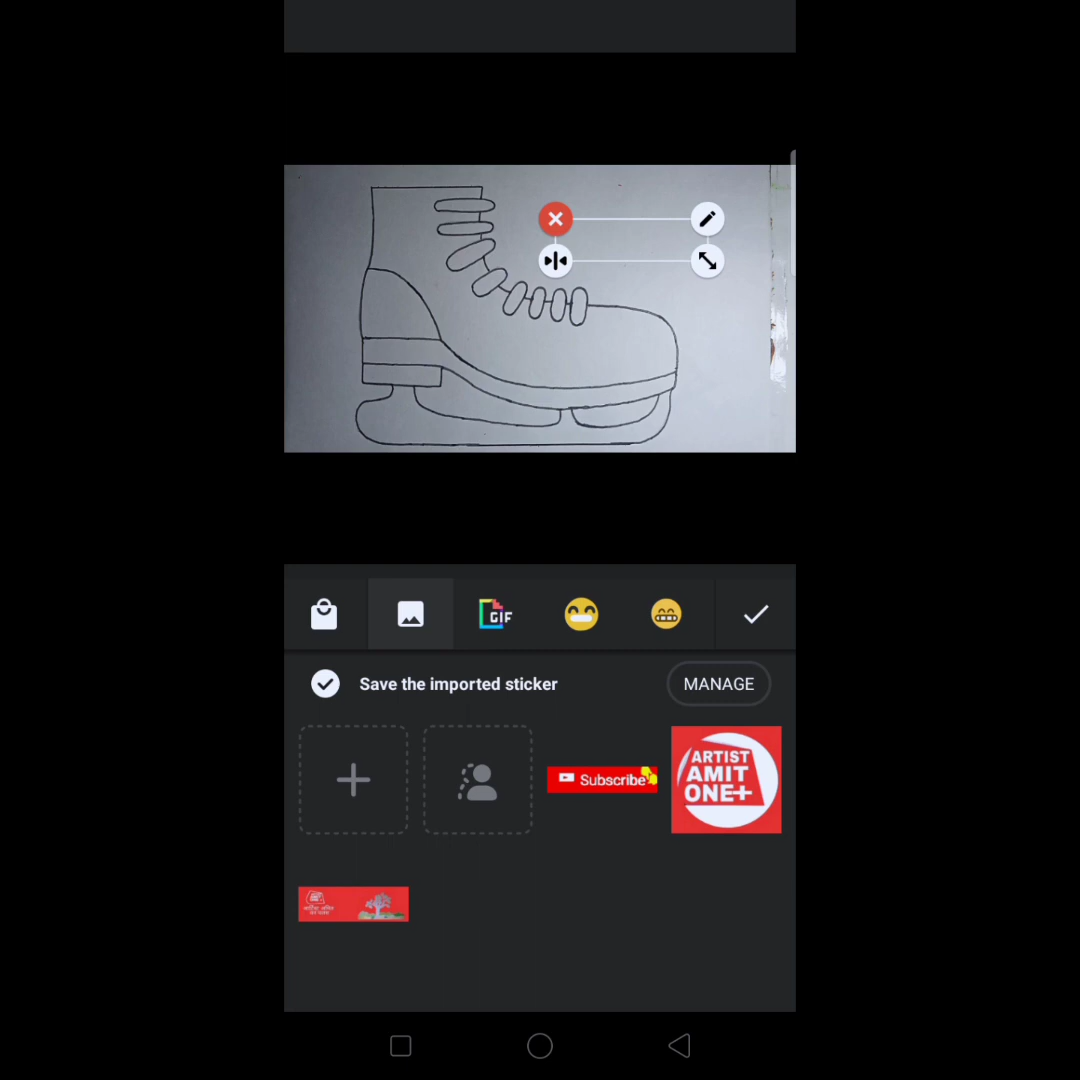 GIF
Save the imported sticker
MANAGE
Subscribe
ARTIST
AMIT
ONE+